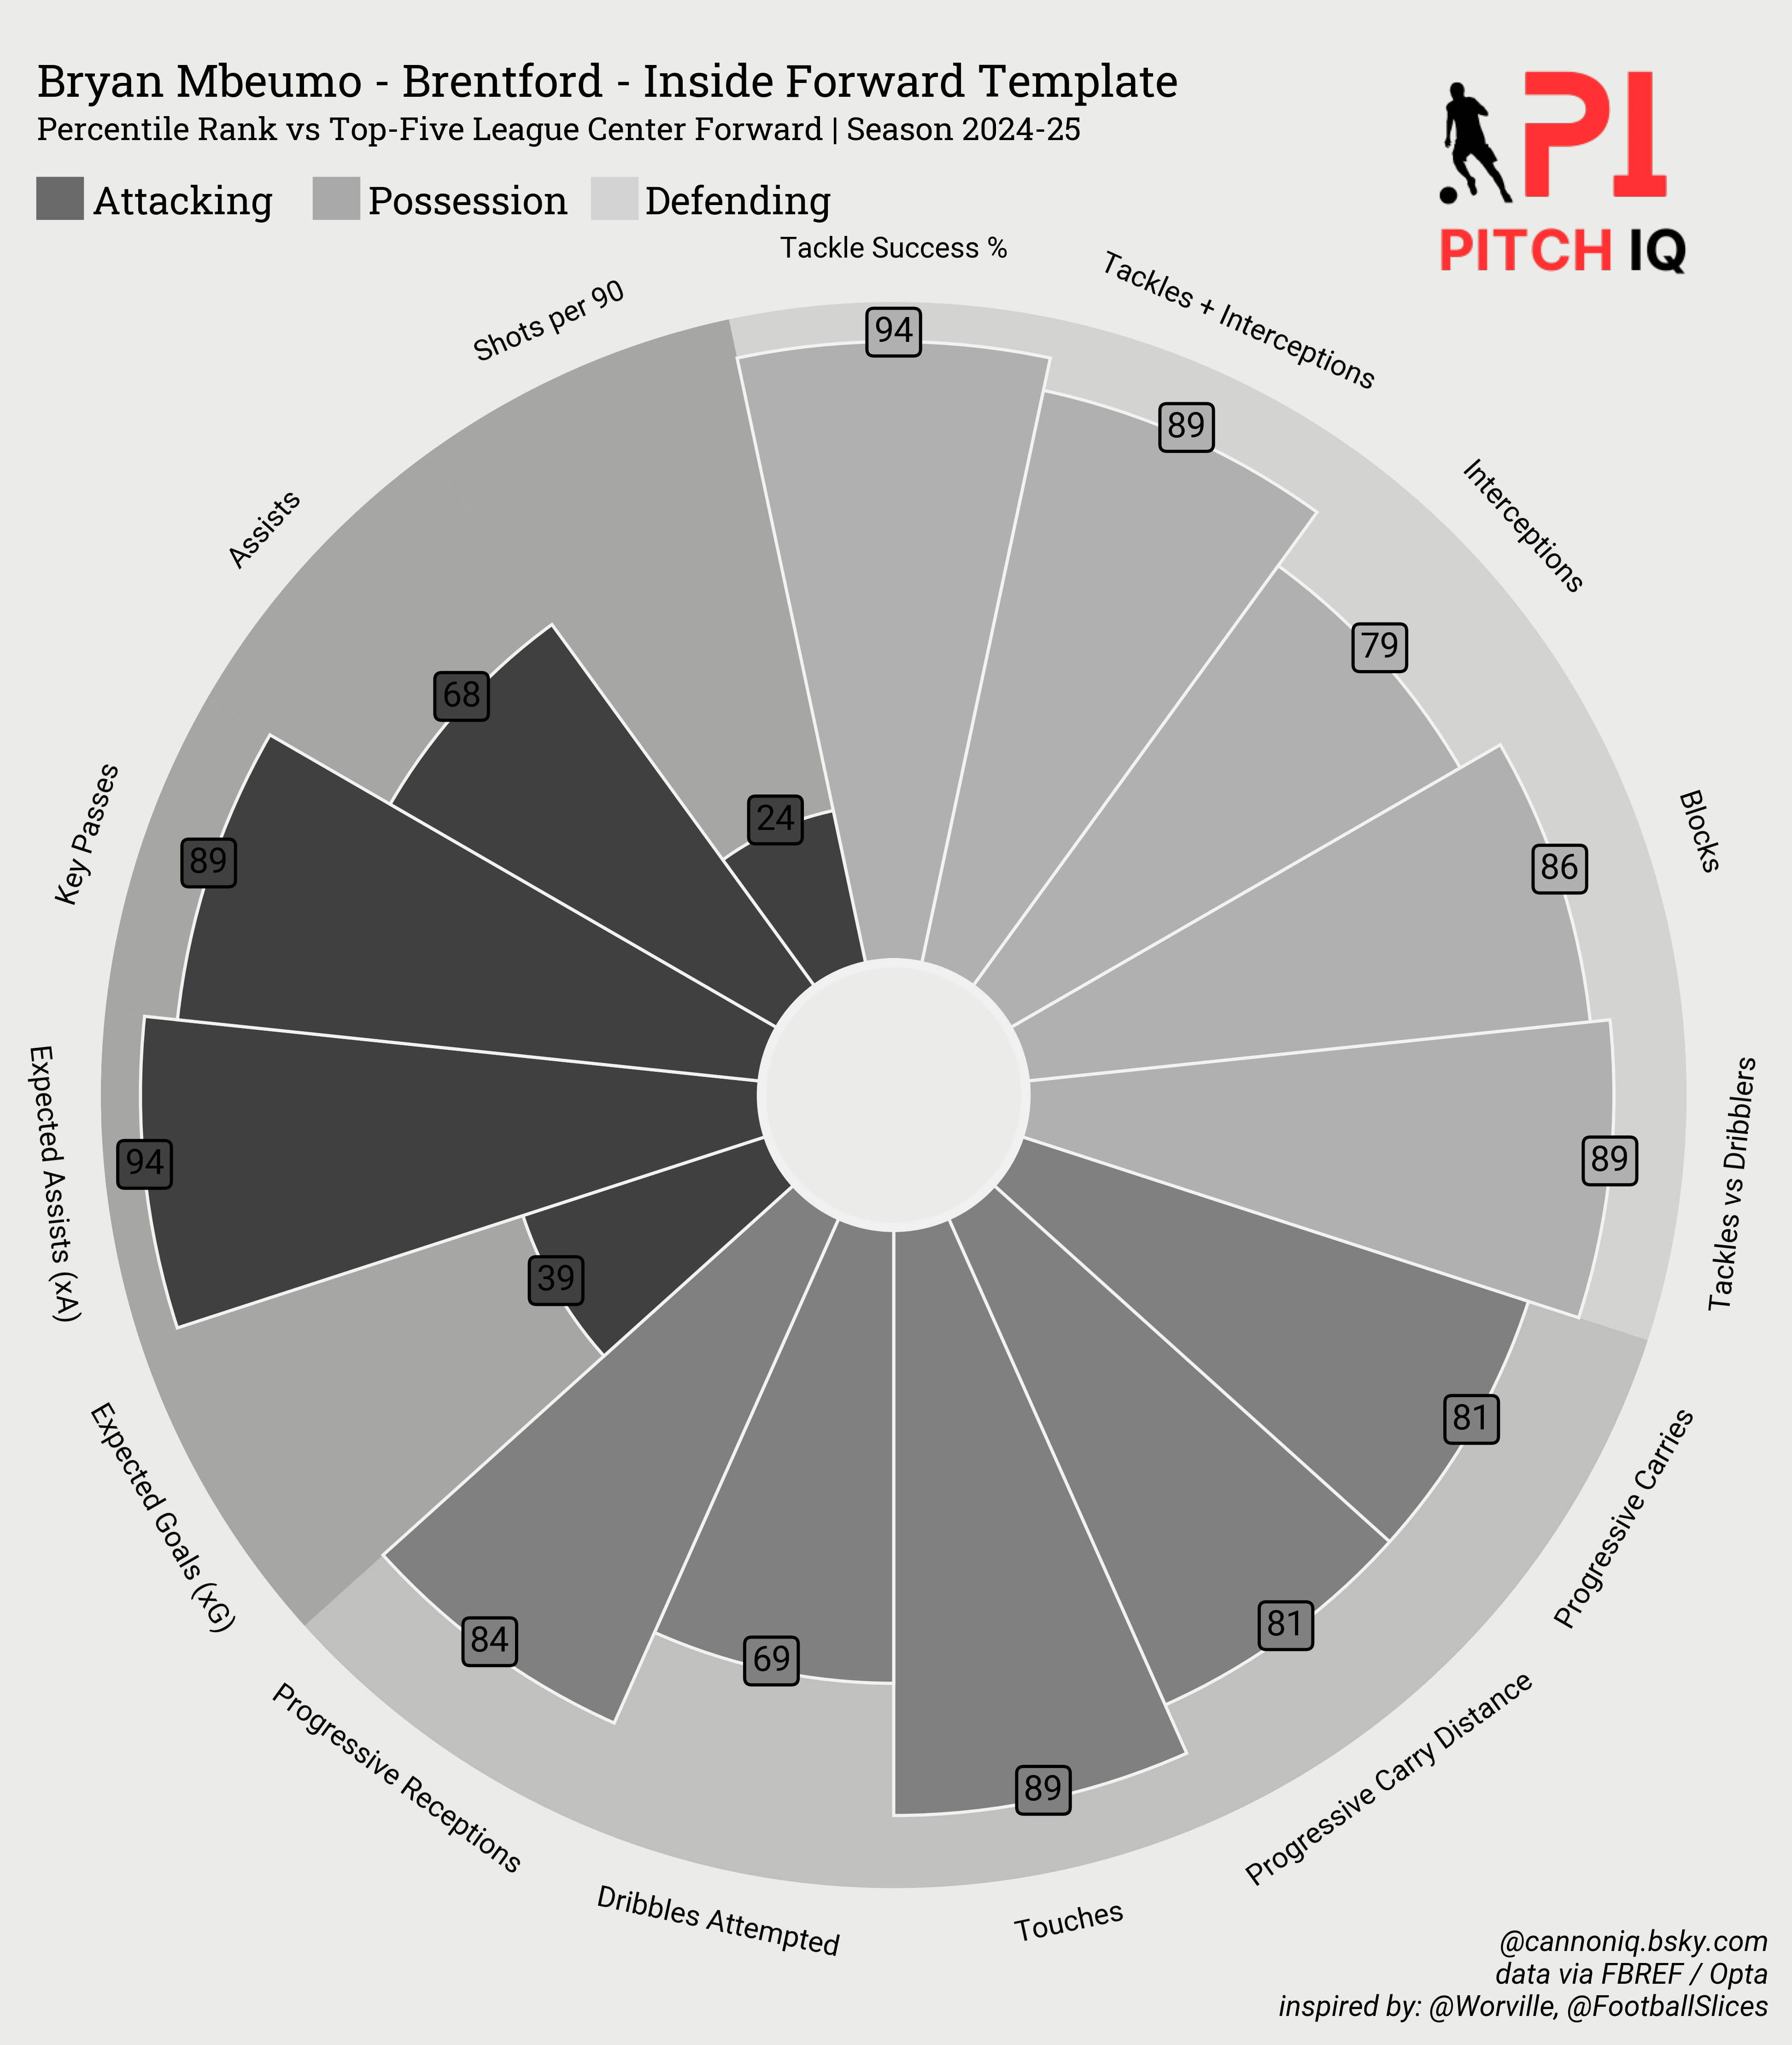 Bryan Mbeumo - Brentford - Inside Forward Template
Percentile Rank vs Top-Five League Center Forward | Season 2024-25
Attacking
Possession
Defending
PI
PITCH IQ
Tackle Success %
94
Tackles + Interceptions
89
Interceptions
79
Blocks
86
Tackles vs Dribblers
89
Progressive Carries
81
Progressive Carry Distance
81
Touches
89
Dribbles Attempted
69
Progressive Receptions
84
Expected Goals (xG)
39
Expected Assists (xA)
94
Key Passes
89
Assists
68
Shots per 90
24
@cannoniq.bsky.com
data via FBREF / Opta
inspired by: @Worville, @FootballSlices